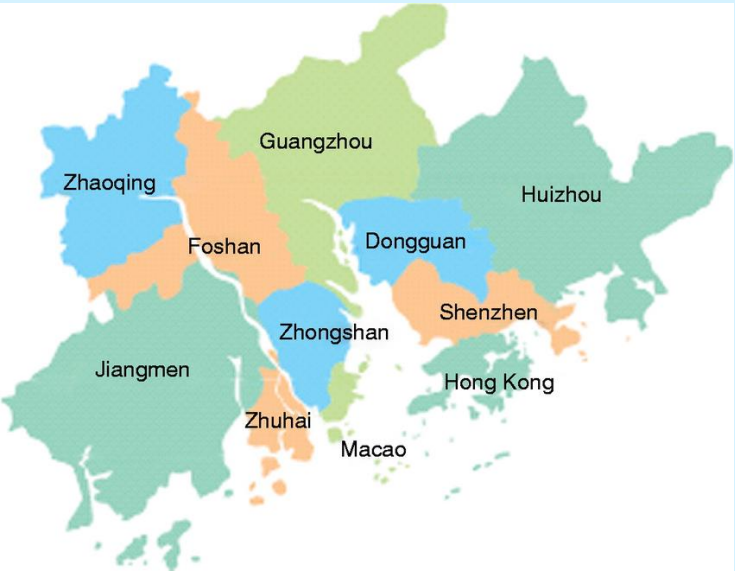 Guangzhou
Zhaoqing
Huizhou
Foshan
Dongguan
Shenzhen
Zhongshan
Jiangmen
Hong Kong
Zhuhai
Macao